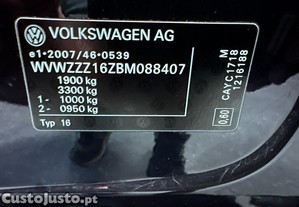 VOLKSWAGEN AG
e1*2007/46*0539
WVWZZZ16ZBM088407
1900 kg
3300 kg
1- 1000 kg
2- 0950 kg
Typ 16
0,60
CAYC1718 M
1216188
CustoJusto.pt